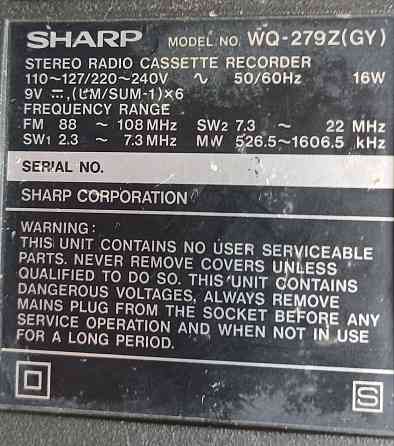 SHARP MODEL NO. WQ-279Z(GY)
STEREO RADIO CASSETTE RECORDER
110~127/220~240V ∿ 50/60Hz 16W
9V ⎓,(UM/SUM-1)×6
FREQUENCY RANGE
FM 88 ~ 108 MHz SW2 7.3 ~ 22 MHz
SW1 2.3 ~ 7.3 MHz MW 526.5~1606.5 kHz
SERIAL NO.
SHARP CORPORATION
WARNING:
THIS UNIT CONTAINS NO USER SERVICEABLE
PARTS. NEVER REMOVE COVERS UNLESS
QUALIFIED TO DO SO. THIS UNIT CONTAINS
DANGEROUS VOLTAGES, ALWAYS REMOVE
MAINS PLUG FROM THE SOCKET BEFORE ANY
SERVICE OPERATION AND WHEN NOT IN USE
FOR A LONG PERIOD.
S